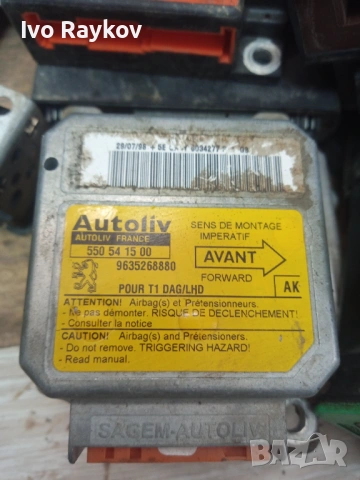 Ivo Raykov
Autoliv
AUTOLIV FRANCE
550 54 15 00
9635268880
SENS DE MONTAGE
IMPERATIF
AVANT
FORWARD
POUR T1 DAG/LHD
AK
ATTENTION! Airbag(s) et Prétensionneurs.
- Ne pas démonter. RISQUE DE DECLENCHEMENT!
- Consulter la notice
CAUTION! Airbag(s) and Pretensioners.
- Do not remove. TRIGGERING HAZARD!
- Read manual.
SAGEM-AUTOLIV
bazar
БАЗАР